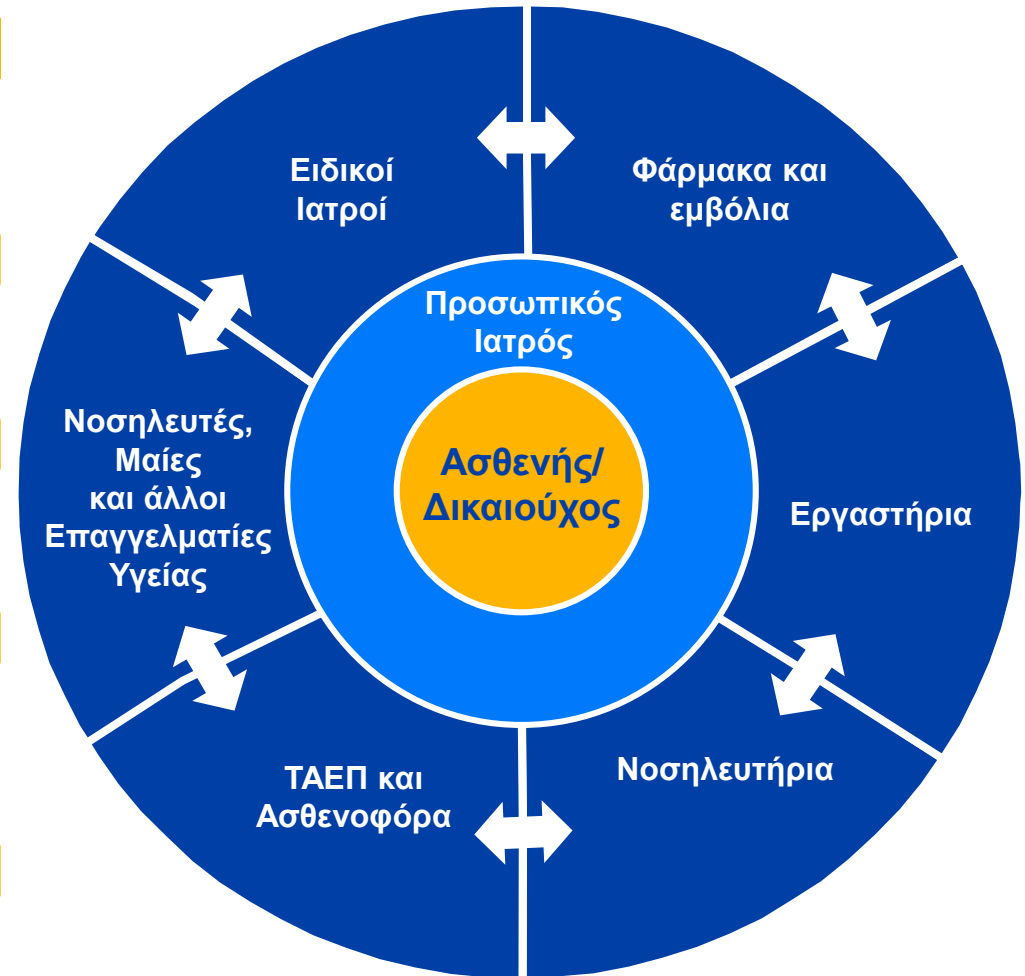 Ειδικοί
Ιατροί
Φάρμακα και
εμβόλια
Προσωπικός
Ιατρός
Νοσηλευτές,
Μαίες
και άλλοι
Επαγγελματίες
Υγείας
Ασθενής/
Δικαιούχος
Εργαστήρια
ΤΑΕΠ και
Ασθενοφόρα
Νοσηλευτήρια